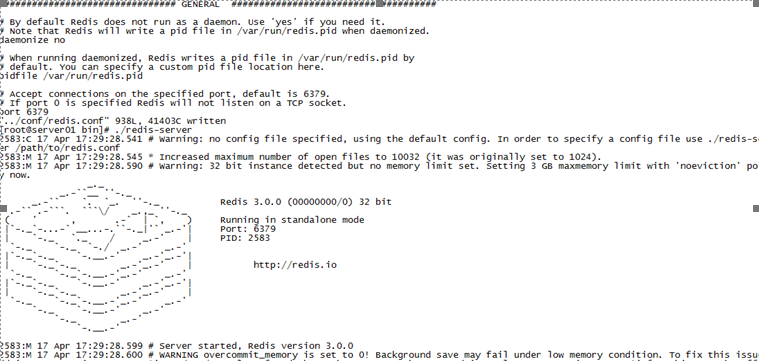 ############################ GENERAL #################################
# By default Redis does not run as a daemon. Use 'yes' if you need it.
# Note that Redis will write a pid file in /var/run/redis.pid when daemonized.
daemonize no
# When running daemonized, Redis writes a pid file in /var/run/redis.pid by
# default. You can specify a custom pid file location here.
pidfile /var/run/redis.pid
# Accept connections on the specified port, default is 6379.
# If port 0 is specified Redis will not listen on a TCP socket.
port 6379
"../conf/redis.conf" 938L, 41403C written
[root@server01 bin]# ./redis-server
2583:C 17 Apr 17:29:28.541 # Warning: no config file specified, using the default config. In order to specify a config file use ./redis-se
er /path/to/redis.conf
2583:M 17 Apr 17:29:28.545 * Increased maximum number of open files to 10032 (it was originally set to 1024).
2583:M 17 Apr 17:29:28.590 # Warning: 32 bit instance detected but no memory limit set. Setting 3 GB maxmemory limit with 'noeviction' po
y now.
Redis 3.0.0 (00000000/0) 32 bit
Running in standalone mode
Port: 6379
PID: 2583
http://redis.io
2583:M 17 Apr 17:29:28.599 # Server started, Redis version 3.0.0
2583:M 17 Apr 17:29:28.600 # WARNING overcommit_memory is set to 0! Background save may fail under low memory condition. To fix this issu